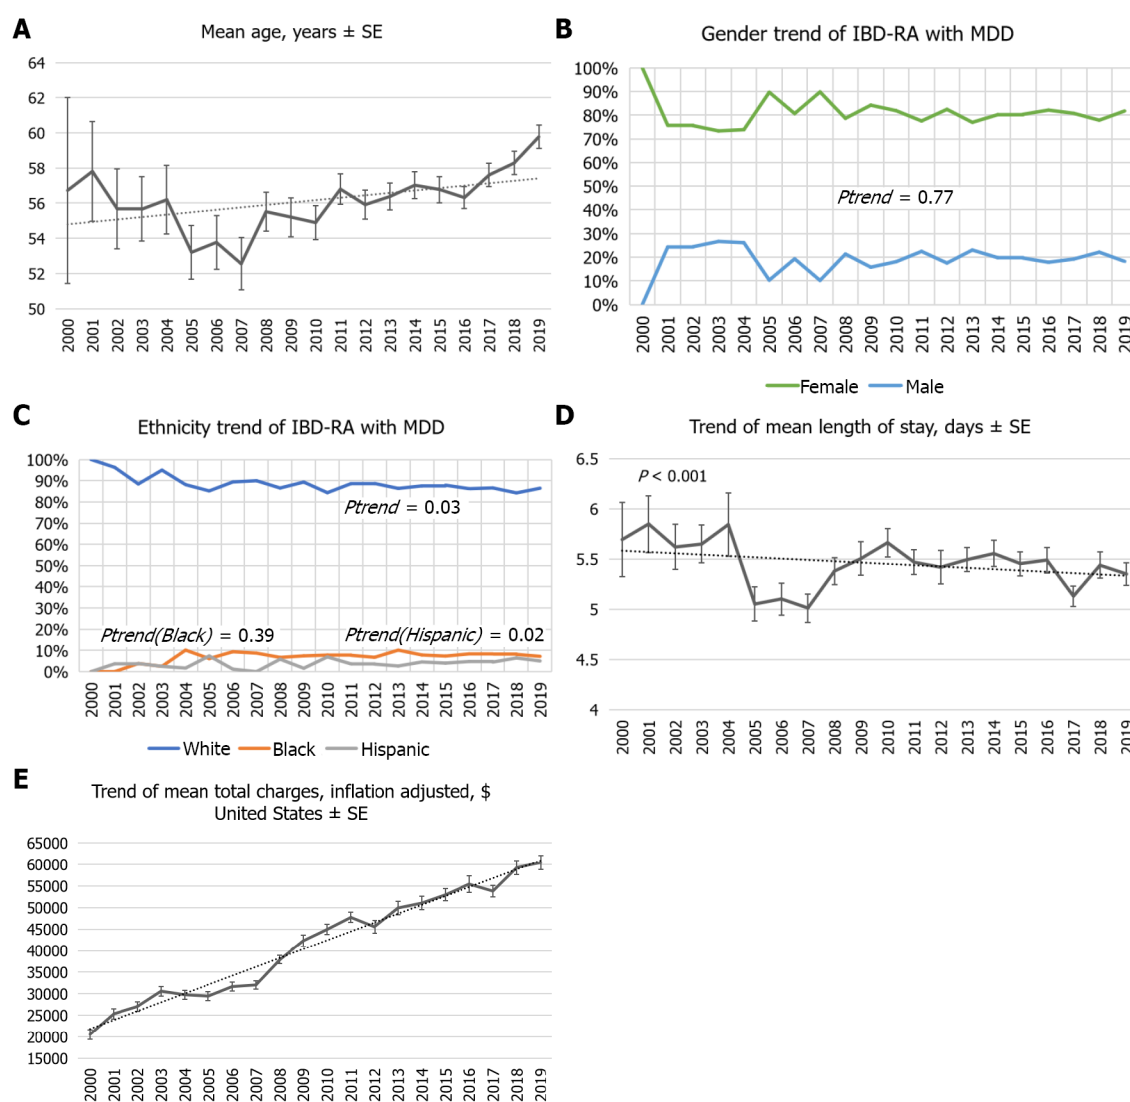 A
Mean age, years ± SE
64
62
60
58
56
54
52
50
2000 2001 2002 2003 2004 2005 2006 2007 2008 2009 2010 2011 2012 2013 2014 2015 2016 2017 2018 2019
B
Gender trend of IBD-RA with MDD
100%
90%
80%
70%
60%
50%
40%
30%
20%
10%
0%
Ptrend = 0.77
2000 2001 2002 2003 2004 2005 2006 2007 2008 2009 2010 2011 2012 2013 2014 2015 2016 2017 2018 2019
Female Male
C
Ethnicity trend of IBD-RA with MDD
100%
90%
80%
70%
60%
50%
40%
30%
20%
10%
0%
Ptrend = 0.03
Ptrend(Black) = 0.39
Ptrend(Hispanic) = 0.02
2000 2001 2002 2003 2004 2005 2006 2007 2008 2009 2010 2011 2012 2013 2014 2015 2016 2017 2018 2019
White Black Hispanic
D
Trend of mean length of stay, days ± SE
6.5
6
5.5
5
4.5
4
P < 0.001
2000 2001 2002 2003 2004 2005 2006 2007 2008 2009 2010 2011 2012 2013 2014 2015 2016 2017 2018 2019
E
Trend of mean total charges, inflation adjusted, $
United States ± SE
65000
60000
55000
50000
45000
40000
35000
30000
25000
20000
15000
2000 2001 2002 2003 2004 2005 2006 2007 2008 2009 2010 2011 2012 2013 2014 2015 2016 2017 2018 2019